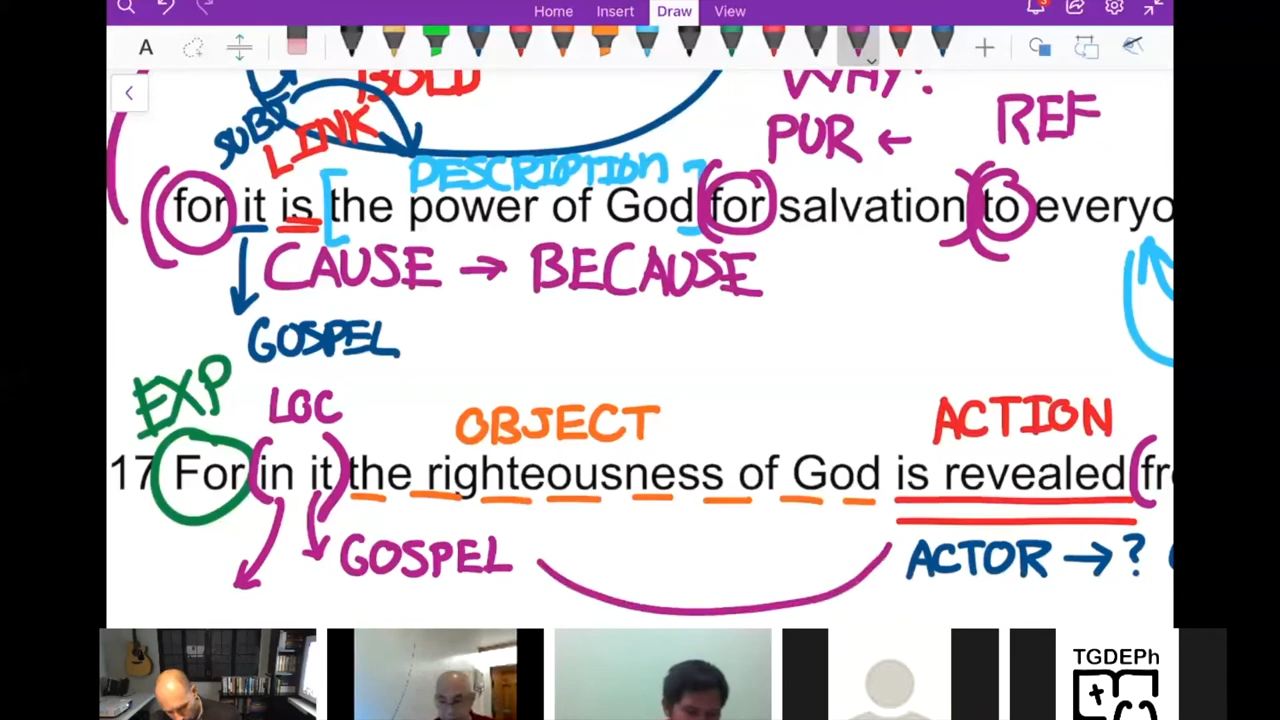 Home Insert Draw View
A
BOLD
WHY?
SUBJ LINK
PUR ← REF
DESCRIPTION
for it is [the power of God for salvation) to everyo
CAUSE → BECAUSE
GOSPEL
EXP LOC OBJECT ACTION
17 For (in it) the righteousness of God is revealed (fr
GOSPEL
ACTOR → ?
TGDEPh